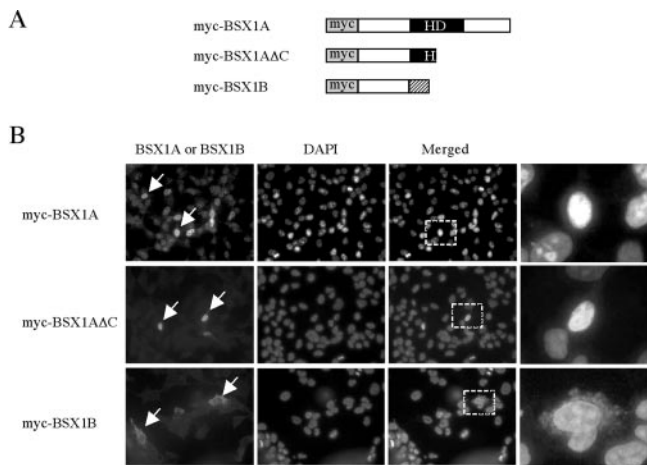 A
myc-BSX1A
myc HD
myc-BSX1AΔC
myc H
myc-BSX1B
myc
B
BSX1A or BSX1B DAPI Merged
myc-BSX1A
myc-BSX1AΔC
myc-BSX1B